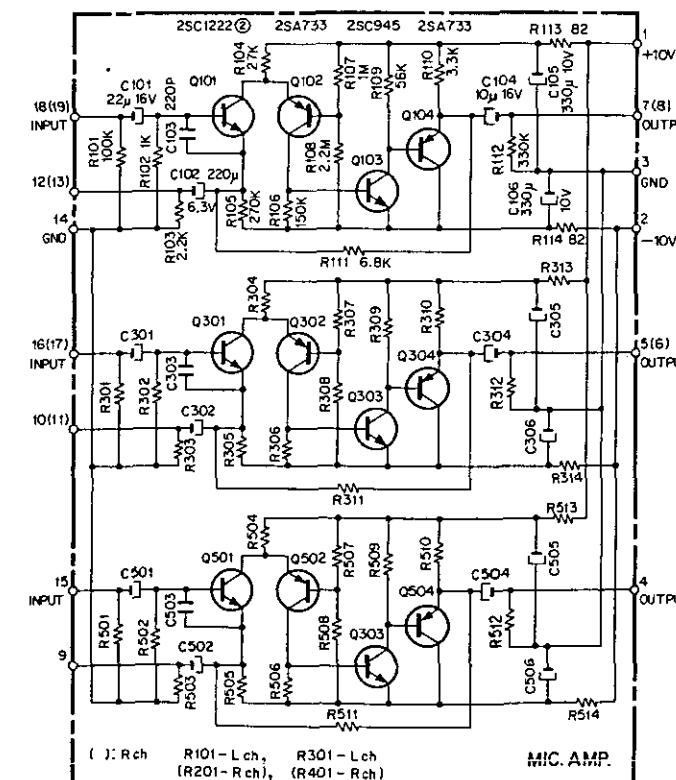 2SC1222② 2SA733 2SC945 2SA733
R113 82
1
+10V
R104 27K
R107 1M
R109 56K
R110 3.3K
C105 330μ 10V
C101 22μ 16V
220P
Q101
Q102
C104 10μ 16V
18(19) INPUT
7(8) OUTPU
R101 100K
R102 1K
C103
R108 2.2M
Q104
R112 330K
Q103
12(13)
C102 220μ
6.3V
3
GND
C106 330μ 10V
R105 270K
R106 150K
14
GND
R103 2.2K
2
-10V
R114 82
R111 6.8K
R304
R313
R307
R309
R310
C305
C301
Q301
Q302
Q304
C304
16(17) INPUT
5(6) OUTPU
R301
R302
C303
R308
R312
Q303
10(11)
C302
R303
R305
R306
C306
R314
R311
R513
R504
Q501
Q502
R507
R509
R510
C505
C501
15
INPUT
Q504
C504
4
OUTPU
R501
R502
C503
R508
R512
Q303
9
C502
R503
R505
R506
C506
R511
R514
( ): Rch R101-Lch, R301-Lch MIC. AMP.
(R201-Rch), (R401-Rch)